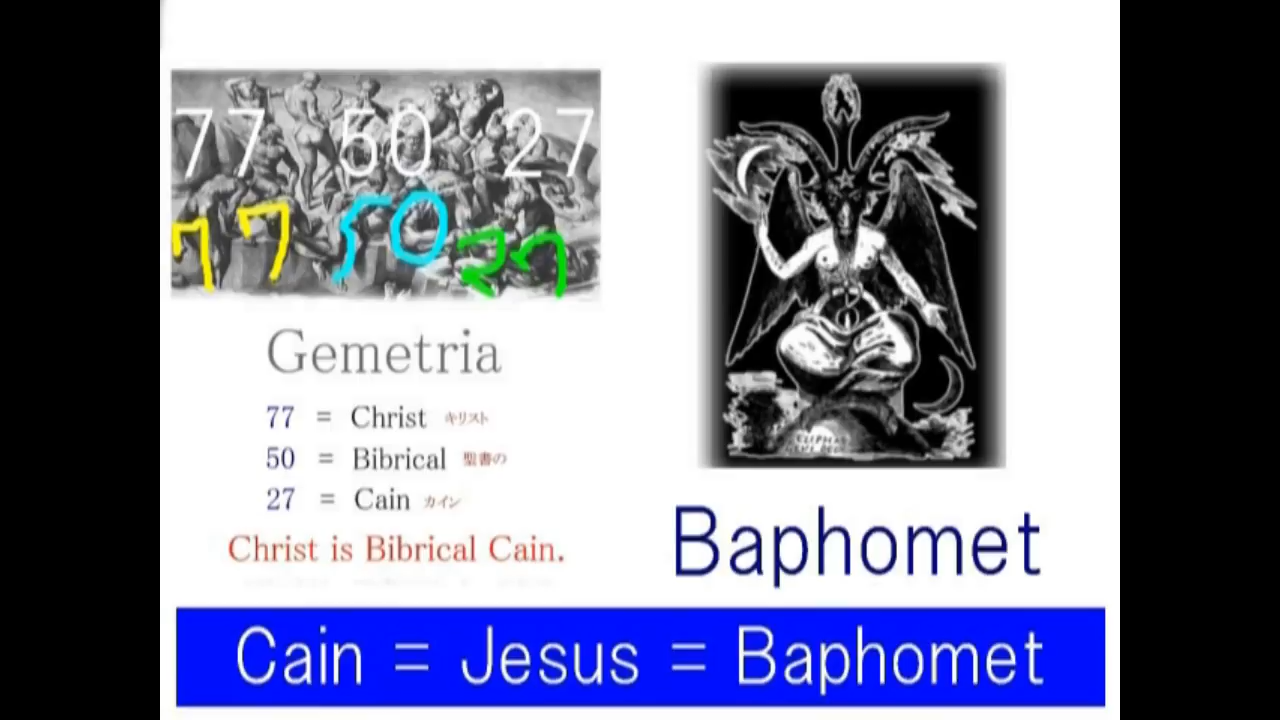 77 50 27
77 50 27
Gemetria
77 = Christ キリスト
50 = Bibrical 聖書の
27 = Cain カイン
Christ is Bibrical Cain.
Baphomet
Cain = Jesus = Baphomet